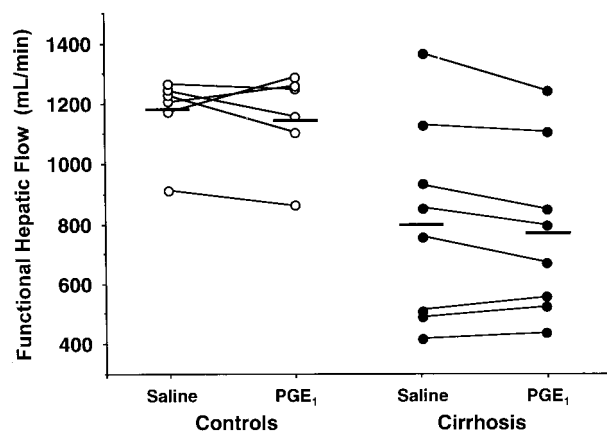 Functional Hepatic Flow (mL/min)
1400
1200
1000
800
600
400
Saline PGE₁ Saline PGE₁
Controls Cirrhosis